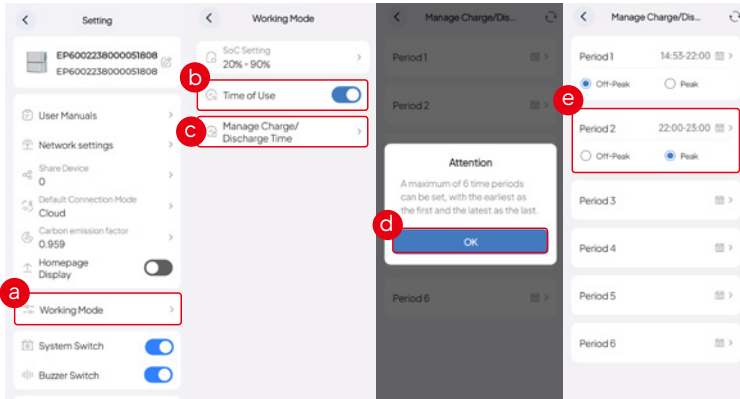 Setting
EP6002238000051808
EP6002238000051808
User Manuals
Network settings
Share Device
0
Default Connection Mode
Cloud
Carbon emission factor
0.959
Homepage
Display
a
Working Mode
System Switch
Buzzer Switch
Working Mode
SoC Setting
20% - 90%
b
Time of Use
c
Manage Charge/
Discharge Time
Manage Charge/Dis...
Period 1
Period 2
Attention
A maximum of 6 time periods
can be set, with the earliest as
the first and the latest as the last.
d
OK
Period 6
Manage Charge/Dis...
Period 1 14:53-22:00
Off-Peak Peak
e
Period 2 22:00-23:00
Off-Peak Peak
Period 3
Period 4
Period 5
Period 6